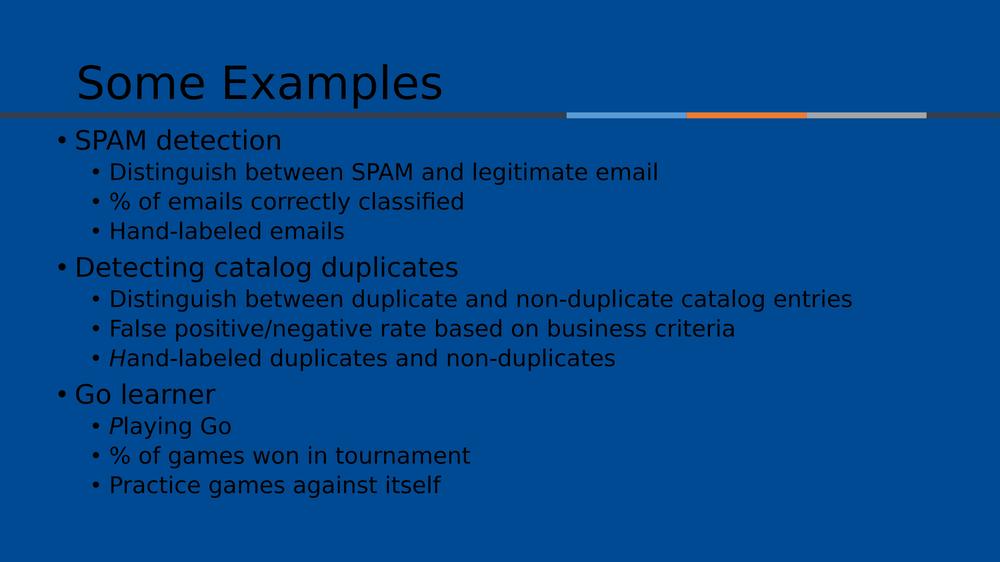 Some Examples
• SPAM detection
• Distinguish between SPAM and legitimate email
• % of emails correctly classified
• Hand-labeled emails
• Detecting catalog duplicates
• Distinguish between duplicate and non-duplicate catalog entries
• False positive/negative rate based on business criteria
• Hand-labeled duplicates and non-duplicates
• Go learner
• Playing Go
• % of games won in tournament
• Practice games against itself